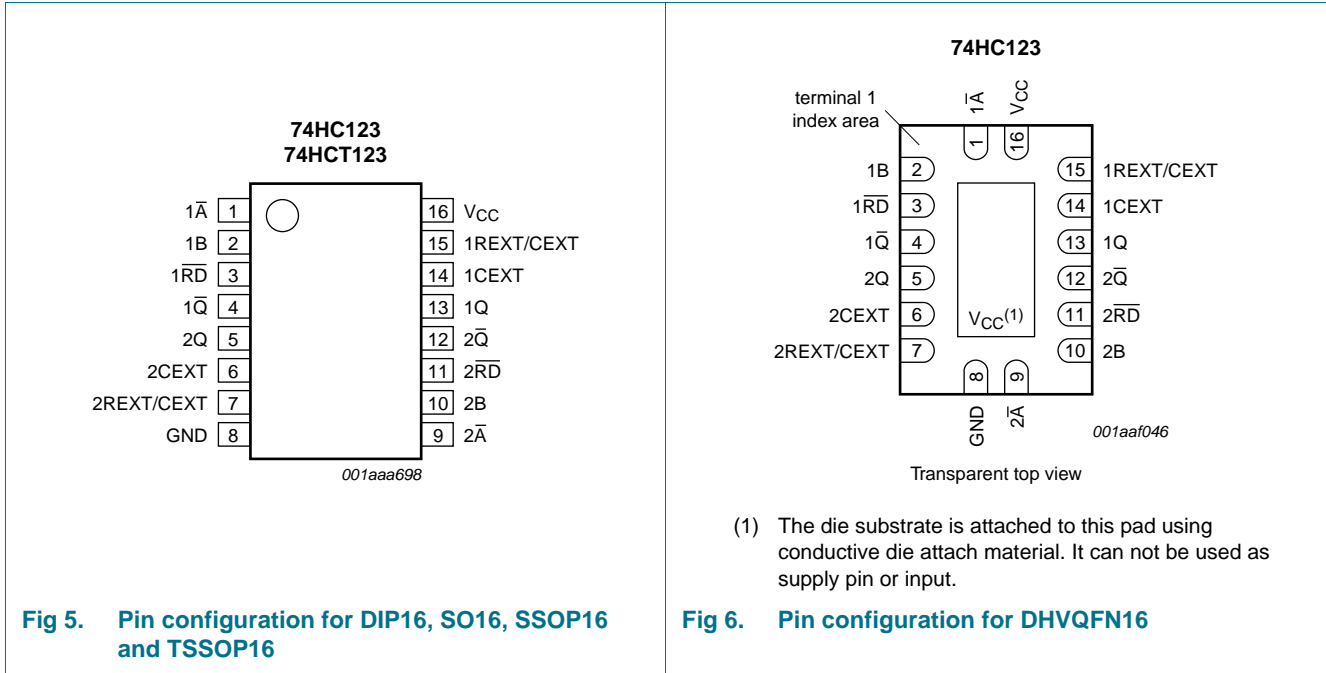 74HC123
74HCT123
1A̅ 1
1B 2
1R̅D̅ 3
1Q̅ 4
2Q 5
2CEXT 6
2REXT/CEXT 7
GND 8
16 VCC
15 1REXT/CEXT
14 1CEXT
13 1Q
12 2Q̅
11 2R̅D̅
10 2B
9 2A̅
001aaa698
Fig 5. Pin configuration for DIP16, SO16, SSOP16
and TSSOP16
74HC123
terminal 1
index area
1A̅
VCC
1
16
1B 2
1R̅D̅ 3
1Q̅ 4
2Q 5
2CEXT 6
2REXT/CEXT 7
15 1REXT/CEXT
14 1CEXT
13 1Q
12 2Q̅
11 2R̅D̅
10 2B
VCC(1)
8
9
GND
2A̅
001aaf046
Transparent top view
(1) The die substrate is attached to this pad using
conductive die attach material. It can not be used as
supply pin or input.
Fig 6. Pin configuration for DHVQFN16